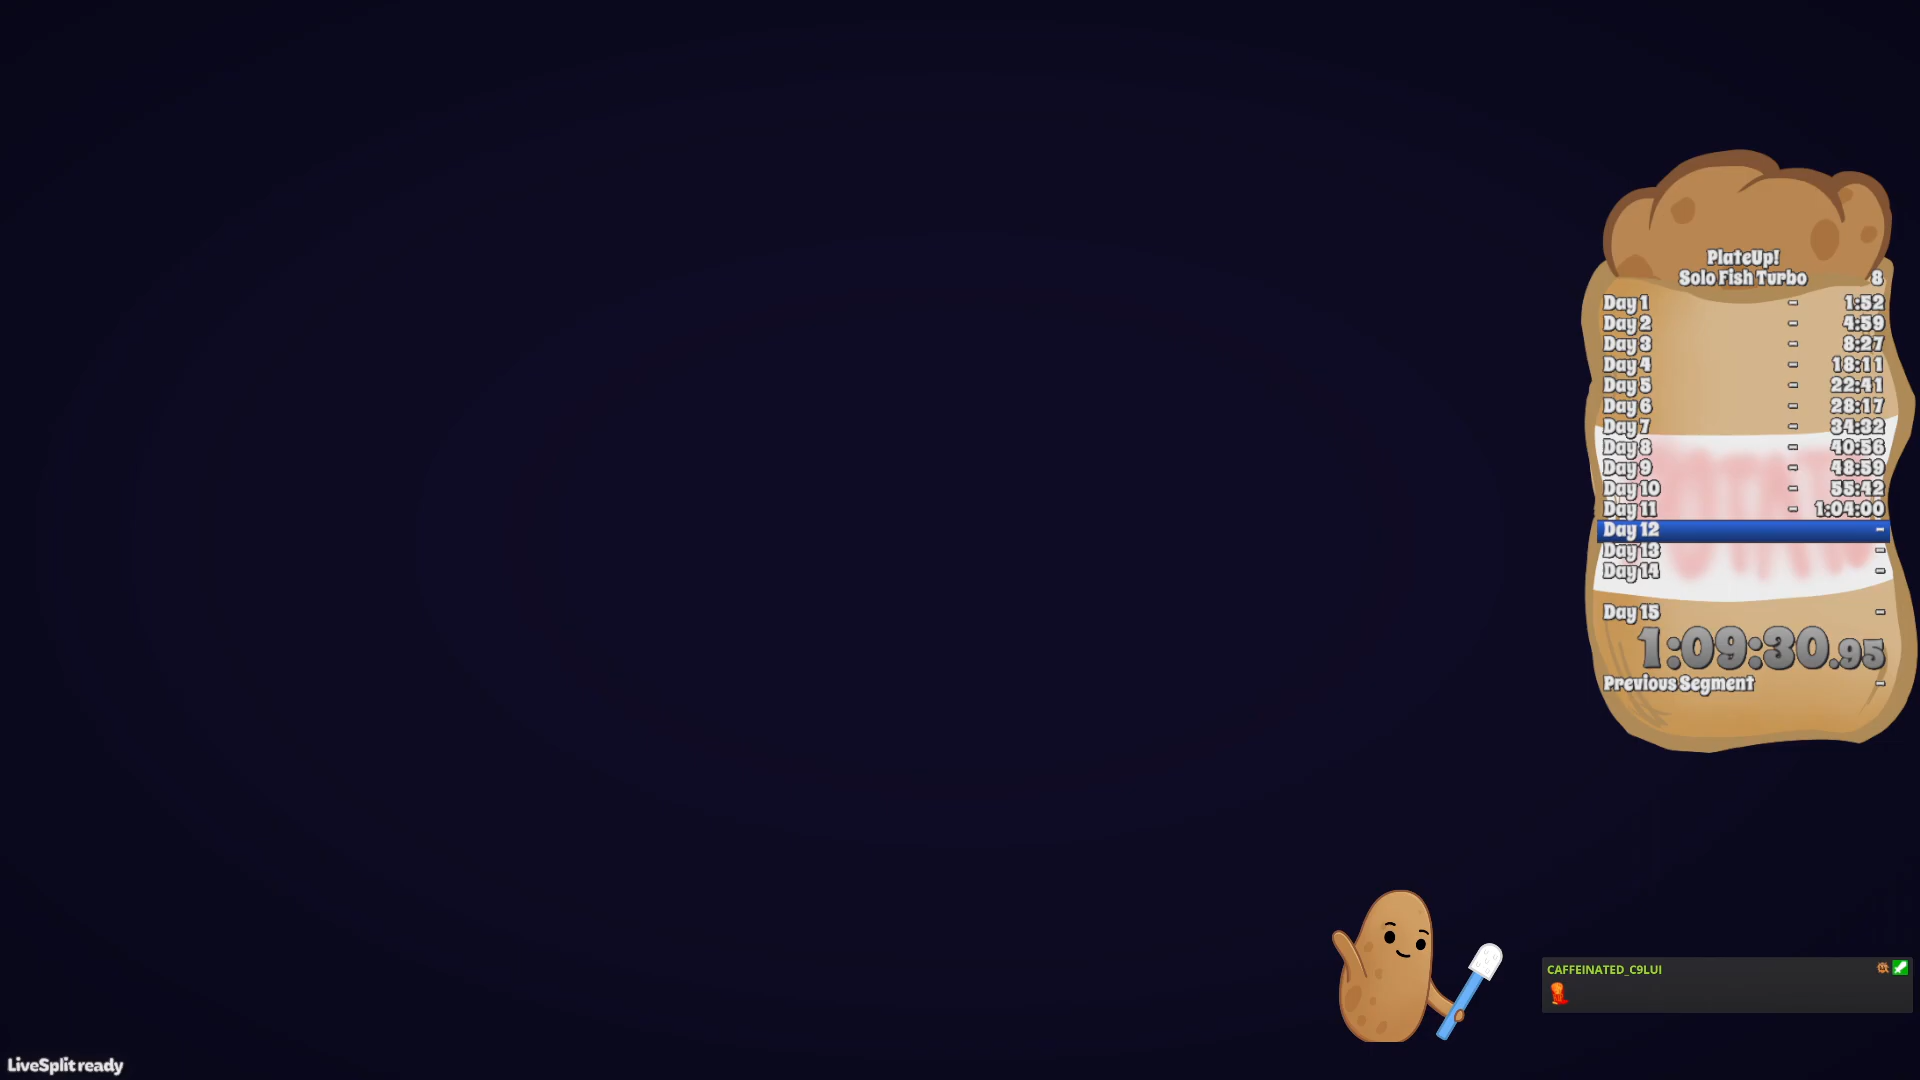 PlateUp!
Solo Fish Turbo 8
Day 1 - 1:52
Day 2 - 4:59
Day 3 - 8:27
Day 4 - 18:11
Day 5 - 22:41
Day 6 - 28:17
Day 7 - 34:32
Day 8 - 40:56
Day 9 - 48:59
Day 10 - 55:42
Day 11 - 1:04:00
Day 12 -
Day 13 -
Day 14 -
Day 15 -
1:09:30.95
Previous Segment -
CAFFEINATED_C9LUI
LiveSplit ready